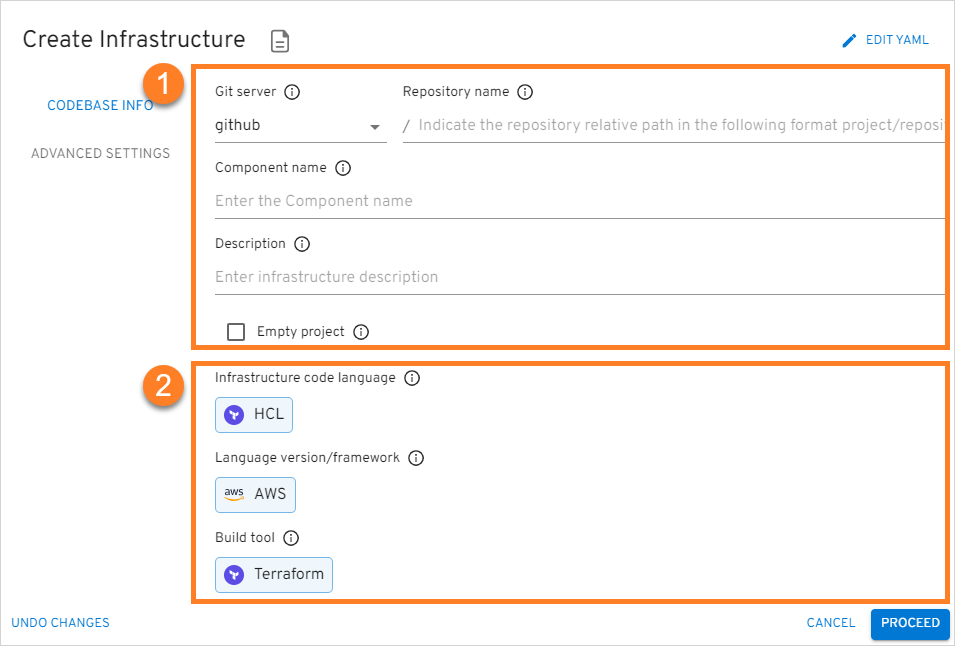 Create Infrastructure
EDIT YAML
1
CODEBASE INFO
ADVANCED SETTINGS
Git server
Repository name
github
/ Indicate the repository relative path in the following format project/reposi
Component name
Enter the Component name
Description
Enter infrastructure description
Empty project
2
Infrastructure code language
HCL
Language version/framework
aws AWS
Build tool
Terraform
UNDO CHANGES
CANCEL
PROCEED